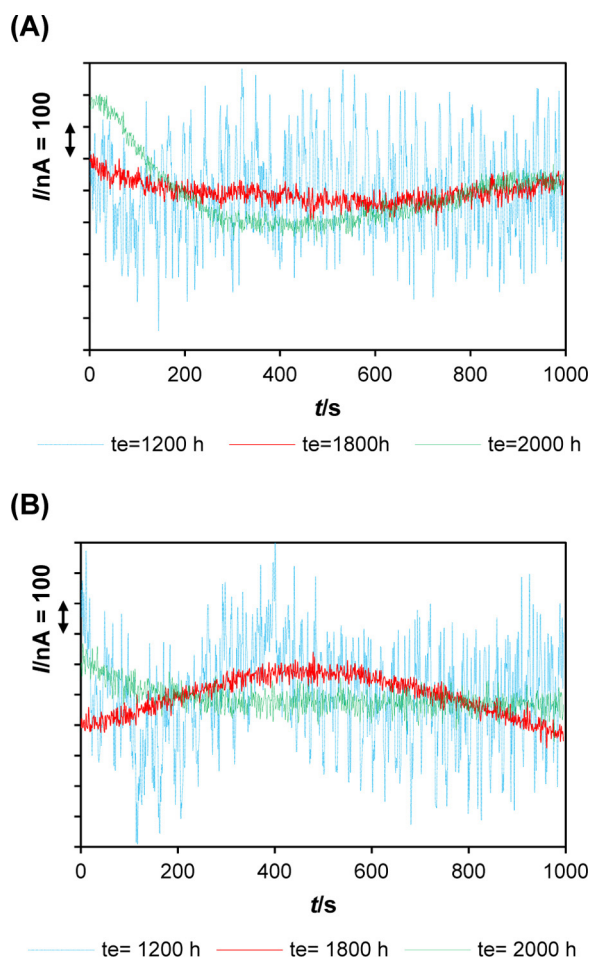 (A)
I/nA = 100
0 200 400 600 800 1000
t/s
te=1200 h te=1800h te=2000 h
(B)
I/nA = 100
0 200 400 600 800 1000
t/s
te= 1200 h te= 1800 h te= 2000 h